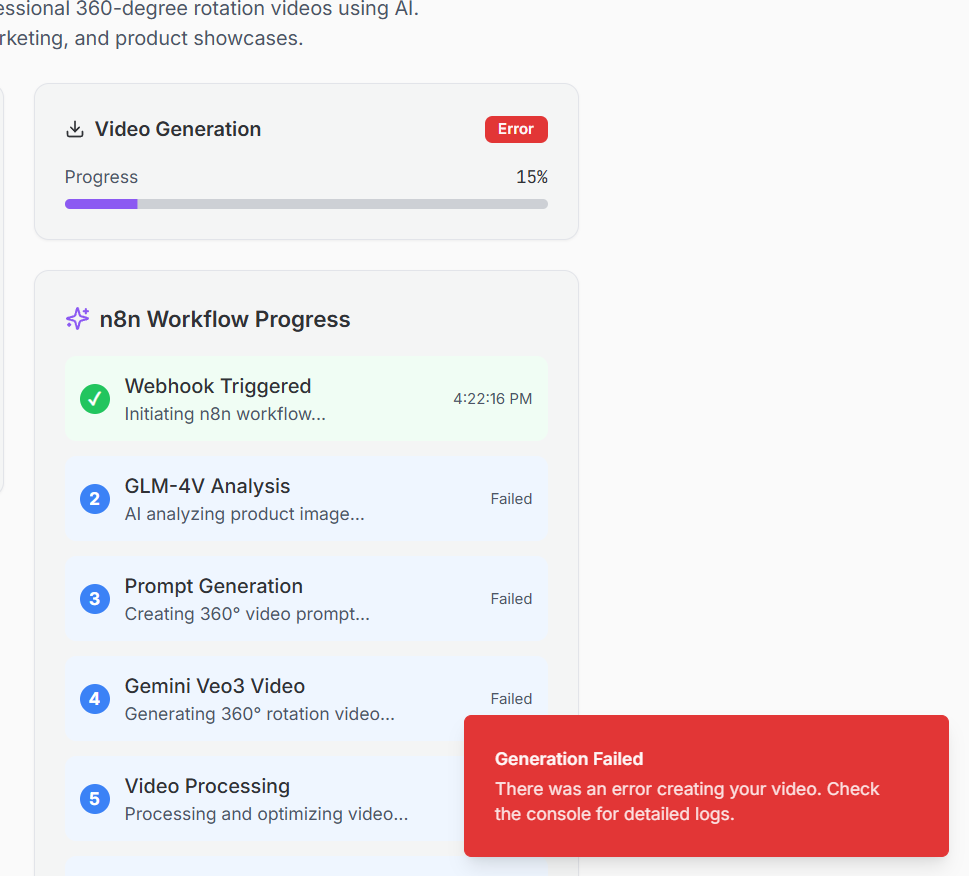 essional 360-degree rotation videos using AI.
rketing, and product showcases.
Video Generation
Error
Progress
15%
n8n Workflow Progress
Webhook Triggered
Initiating n8n workflow...
4:22:16 PM
2
GLM-4V Analysis
AI analyzing product image...
Failed
3
Prompt Generation
Creating 360° video prompt...
Failed
4
Gemini Veo3 Video
Generating 360° rotation video...
Failed
5
Video Processing
Processing and optimizing video...
Generation Failed
There was an error creating your video. Check
the console for detailed logs.